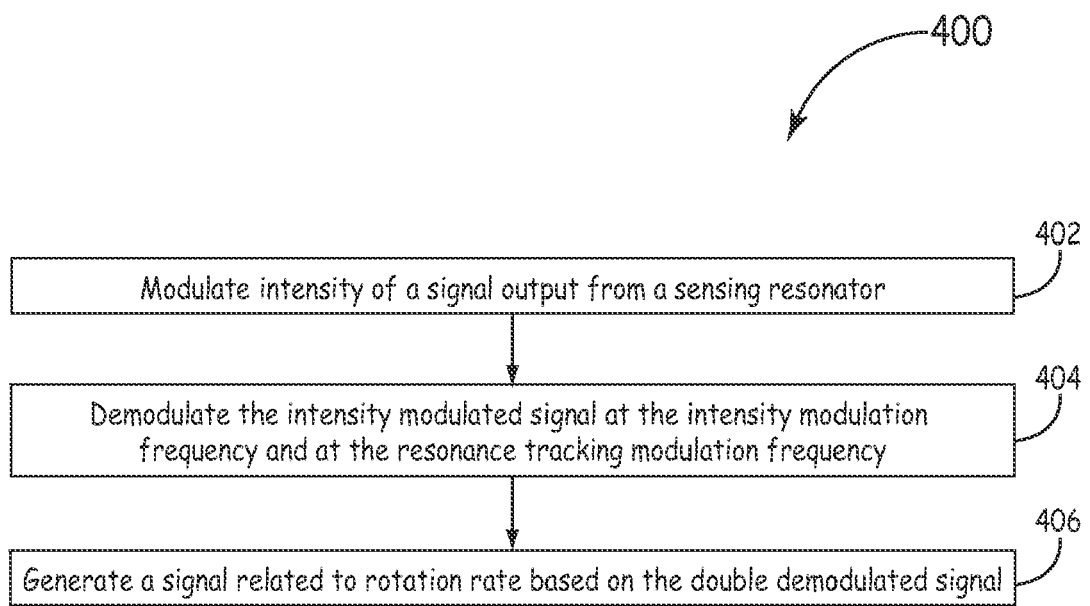 400
402
Modulate intensity of a signal output from a sensing resonator
404
Demodulate the intensity modulated signal at the intensity modulation
frequency and at the resonance tracking modulation frequency
406
Generate a signal related to rotation rate based on the double demodulated signal